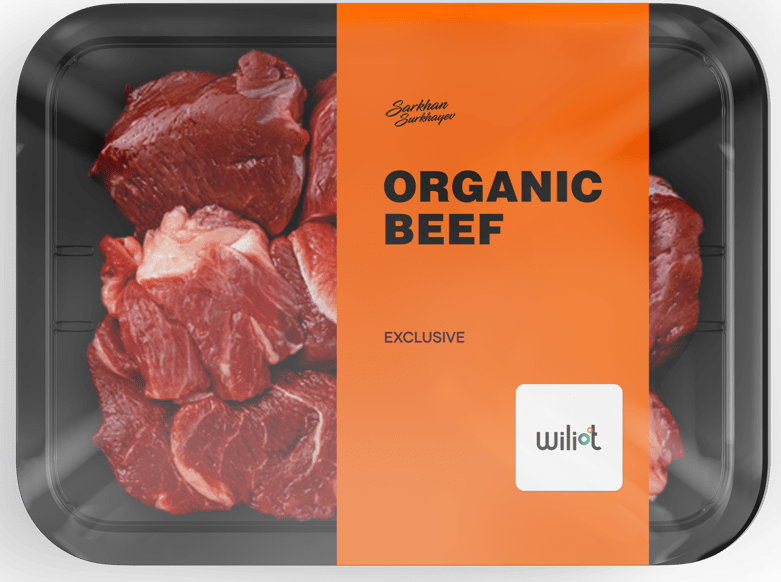 Sarkhan
Surkhayev
ORGANIC
BEEF
EXCLUSIVE
wiliot